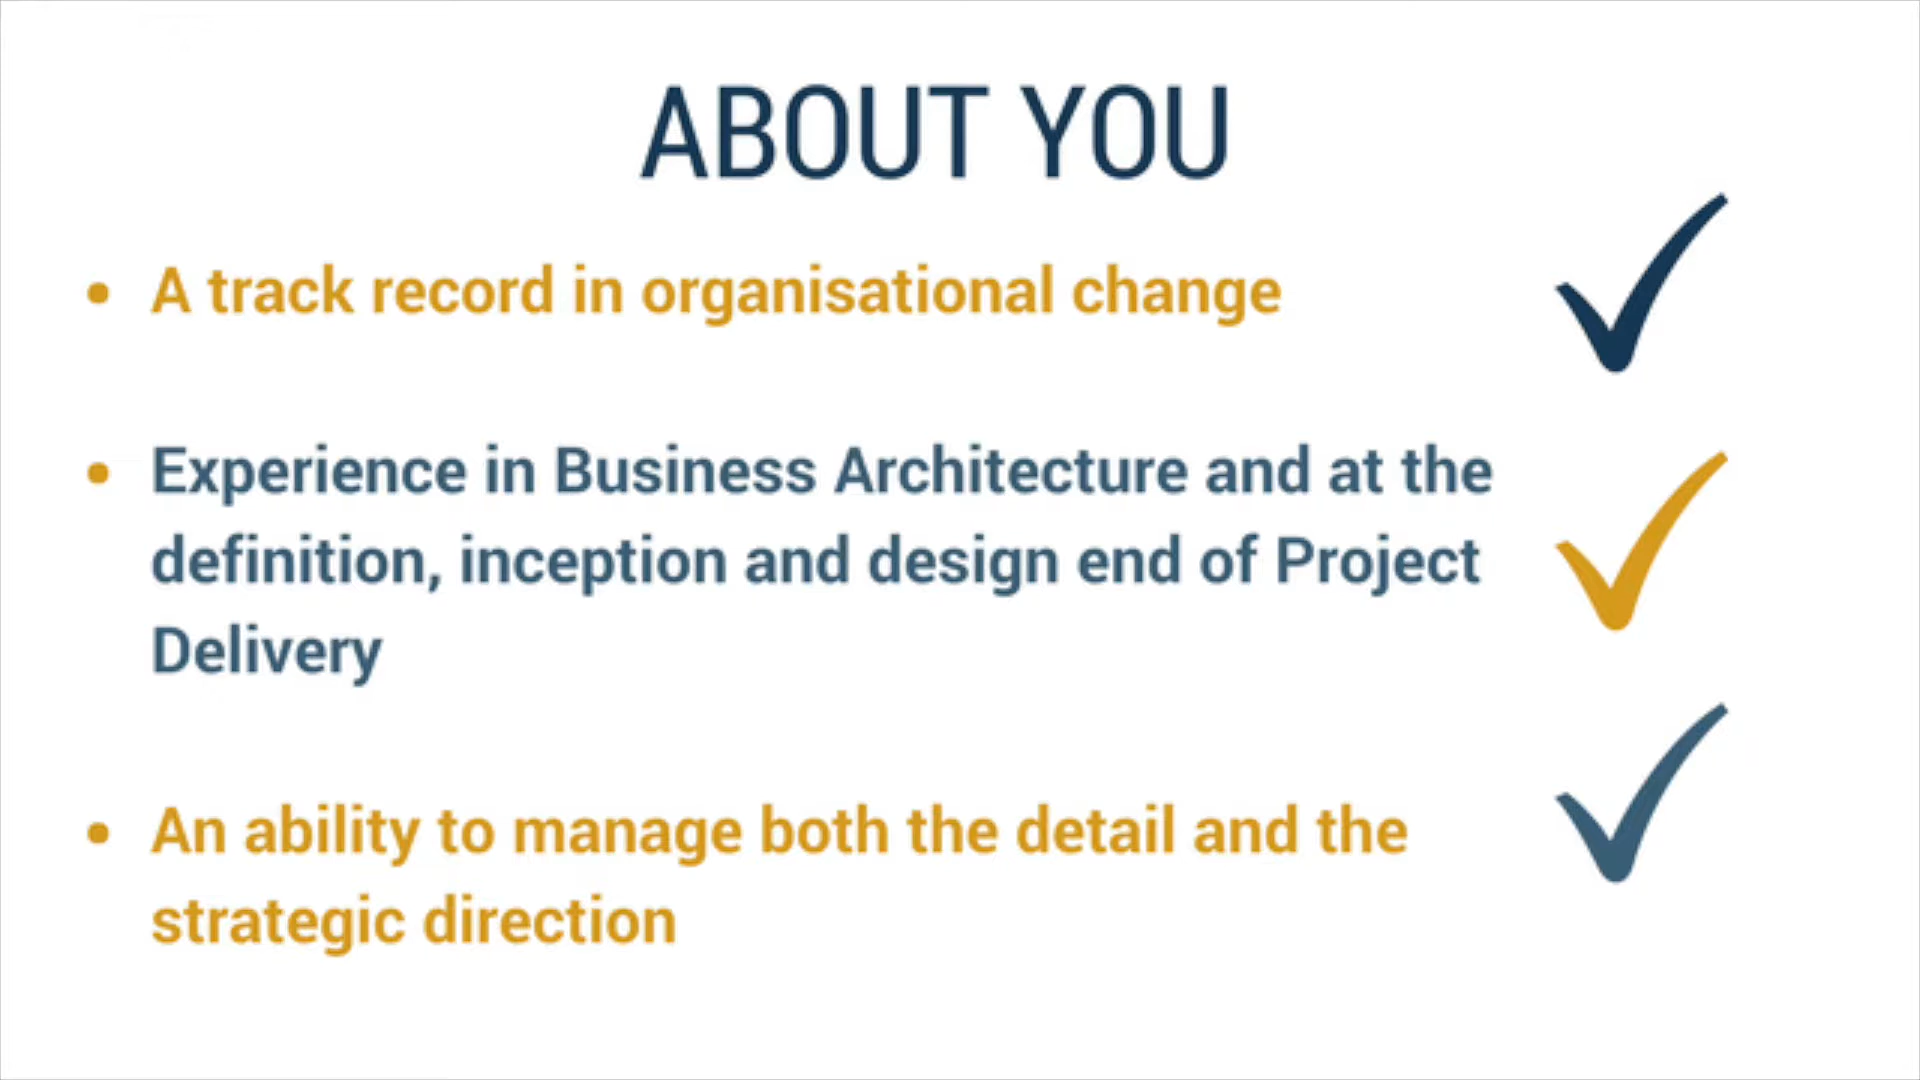 ABOUT YOU
• A track record in organisational change
• Experience in Business Architecture and at the
definition, inception and design end of Project
Delivery
• An ability to manage both the detail and the
strategic direction